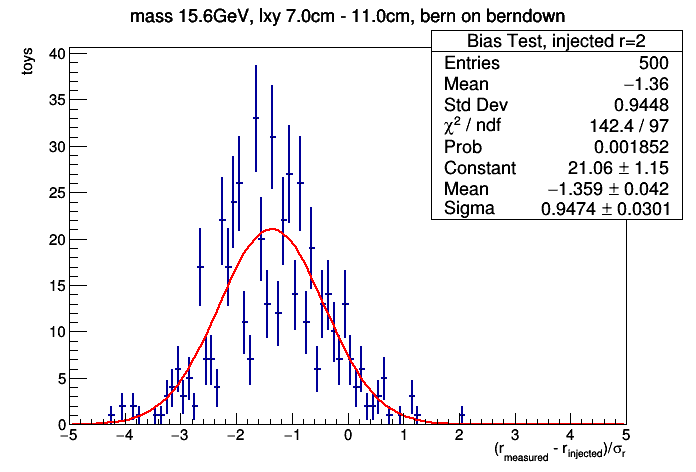 mass 15.6GeV, lxy 7.0cm - 11.0cm, bern on berndown
Bias Test, injected r=2
Entries 500
Mean −1.36
Std Dev 0.9448
χ² / ndf 142.4 / 97
Prob 0.001852
Constant 21.06 ± 1.15
Mean −1.359 ± 0.042
Sigma 0.9474 ± 0.0301
toys
40
35
30
25
20
15
10
5
0
−5 −4 −3 −2 −1 0 1 2 3 4 5
(r_measured - r_injected)/σ_r